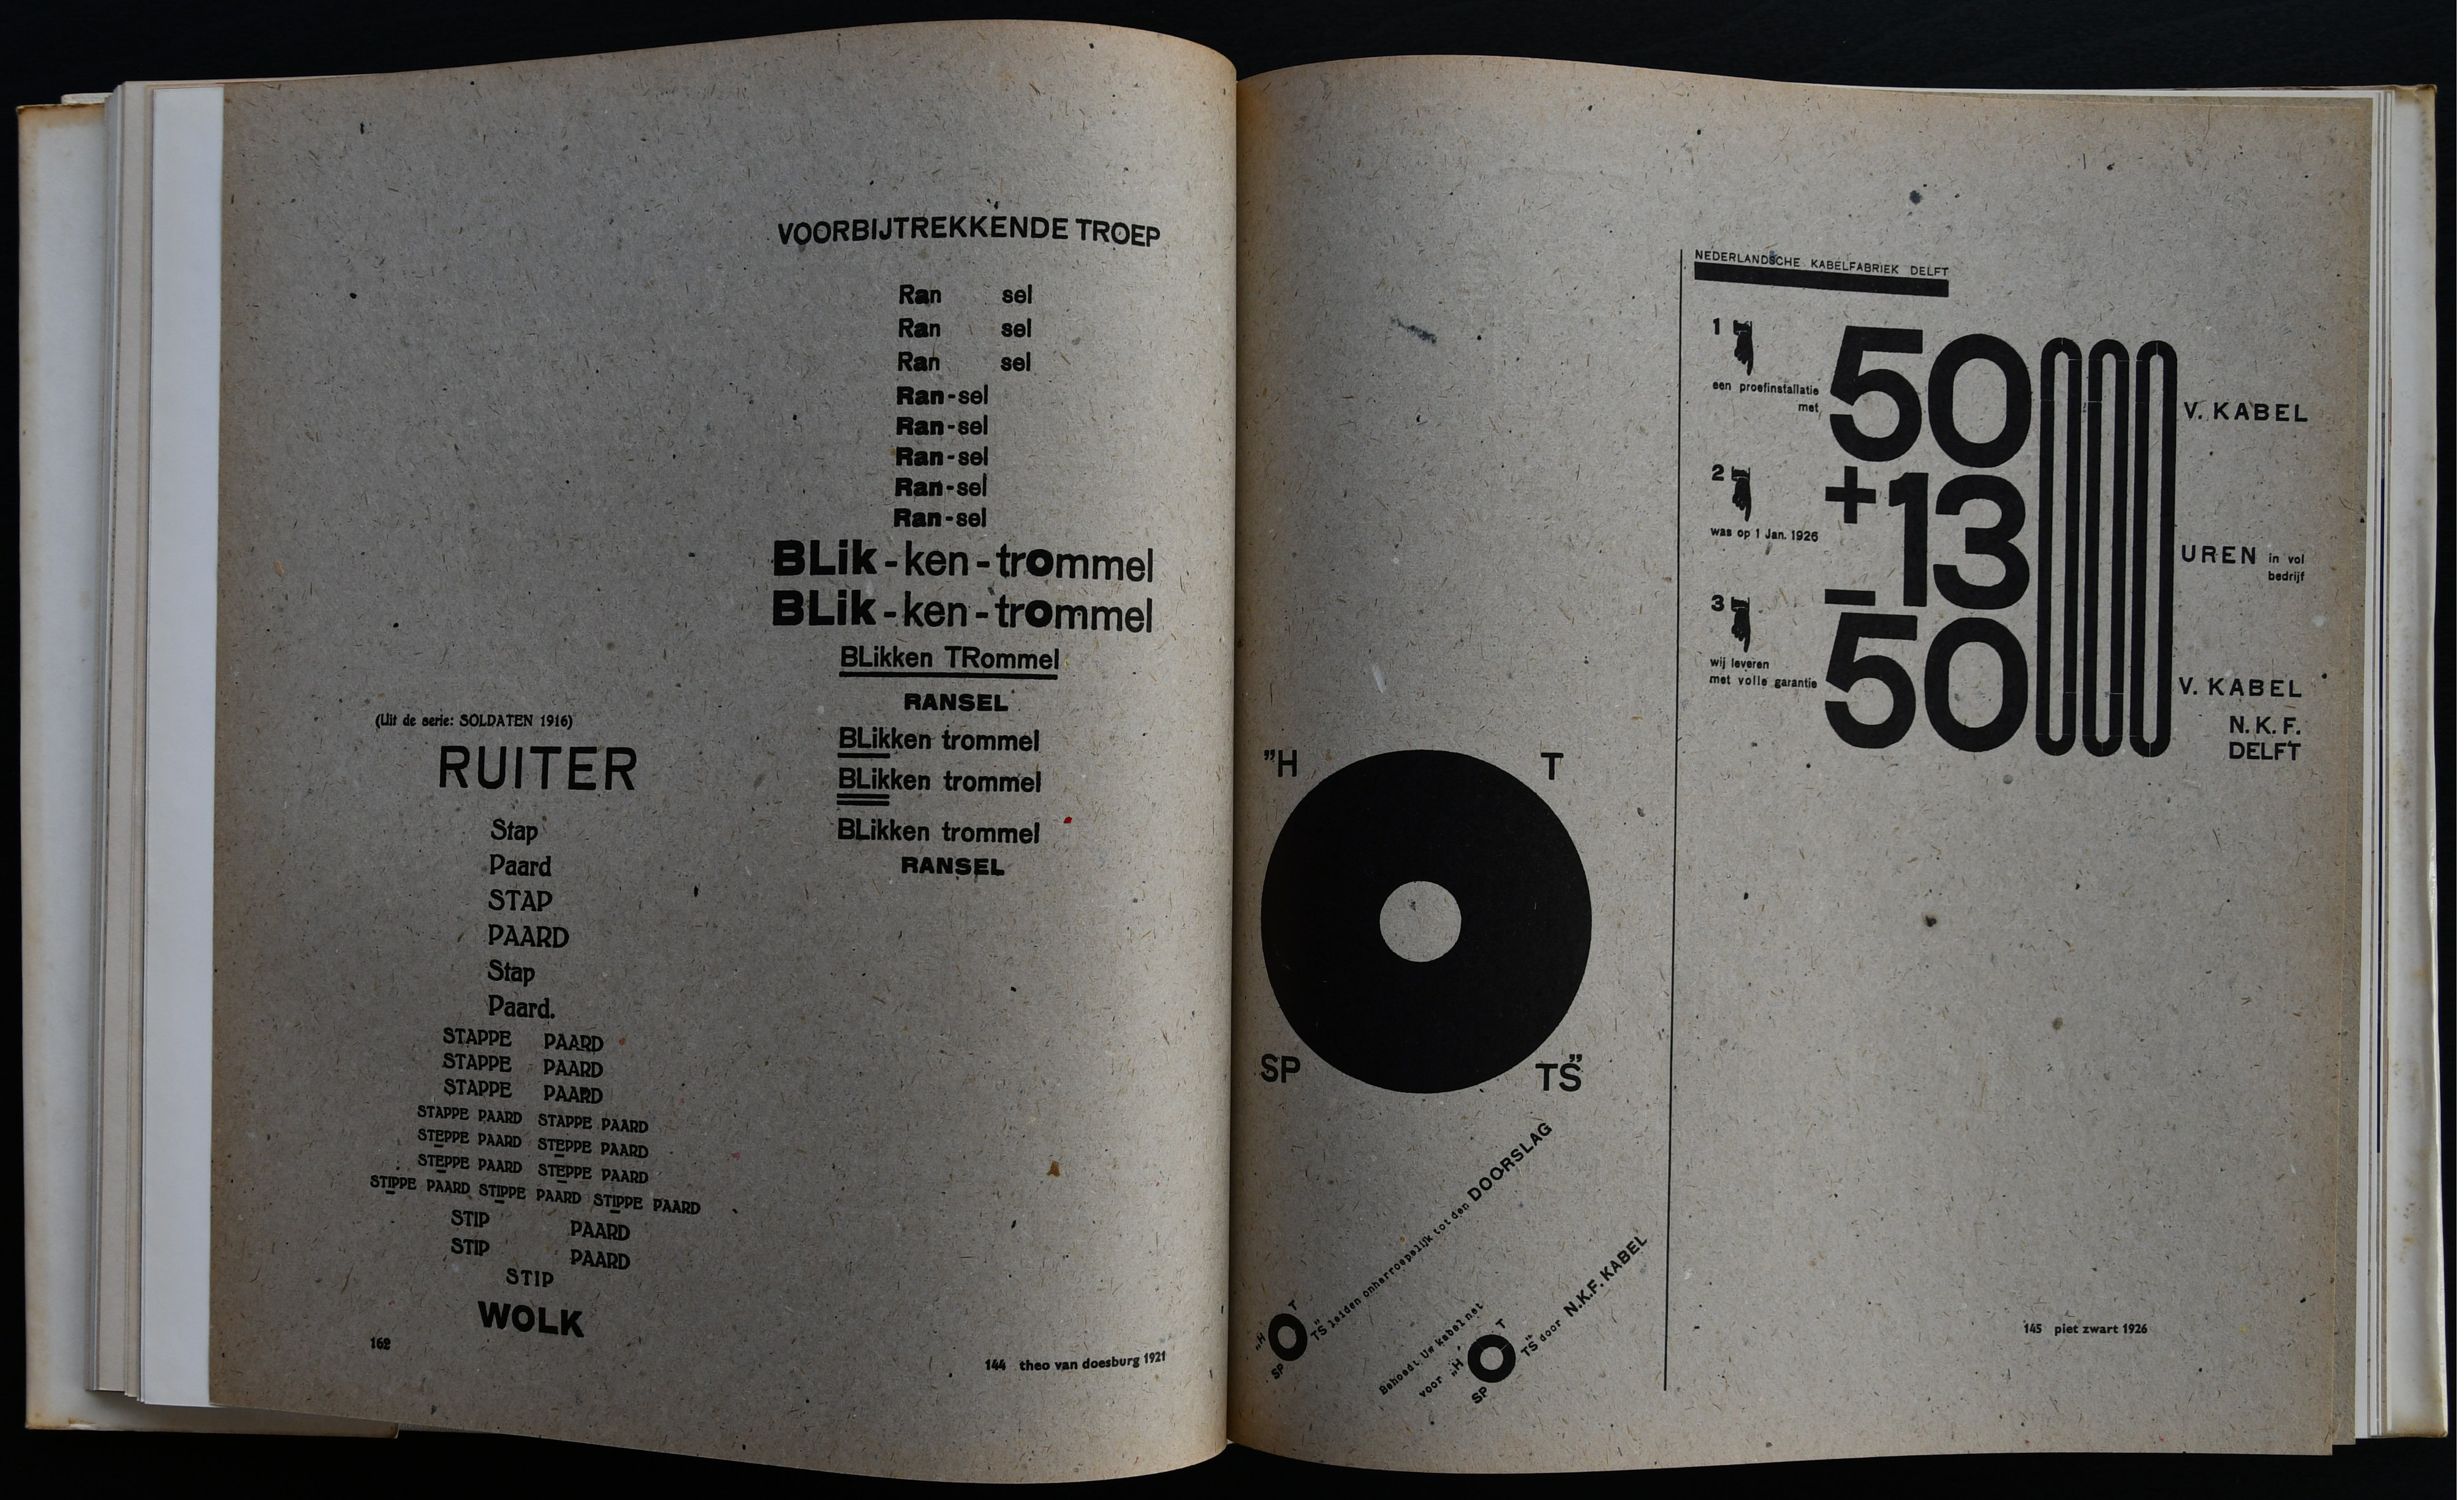 VOORBIJTREKKENDE TROEP
Ran sel
Ran sel
Ran sel
Ran-sel
Ran-sel
Ran-sel
Ran-sel
Ran-sel
BLik-ken-trommel
BLik-ken-trommel
BLikken TRommel
RANSEL
BLikken trommel
BLikken trommel
BLikken trommel
RANSEL
(Uit de serie: SOLDATEN 1916)
RUITER
Stap
Paard
STAP
PAARD
Stap
Paard.
STAPPE PAARD
STAPPE PAARD
STAPPE PAARD
STAPPE PAARD STAPPE PAARD
STEPPE PAARD STEPPE PAARD
STEPPE PAARD STEPPE PAARD
STIPPE PAARD STIPPE PAARD STIPPE PAARD
STIP PAARD
STIP PAARD
STIP
WOLK
162
144 theo van doesburg 1921
"H T
SP TS"
"H O T SP TS" leiden onherroepelijk tot den DOORSLAG
Behoedt Uw kabelnet
voor "H O T SP TS" door N.K.F. KABEL
NEDERLANDSCHE KABELFABRIEK DELFT
1
een proefinstallatie
met
50000 V. KABEL
2
was op 1 Jan. 1926
+13000 UREN in vol
bedrijf
3
wij leveren
met volle garantie
_50000 V. KABEL
N.K.F.
DELFT
145 piet zwart 1926